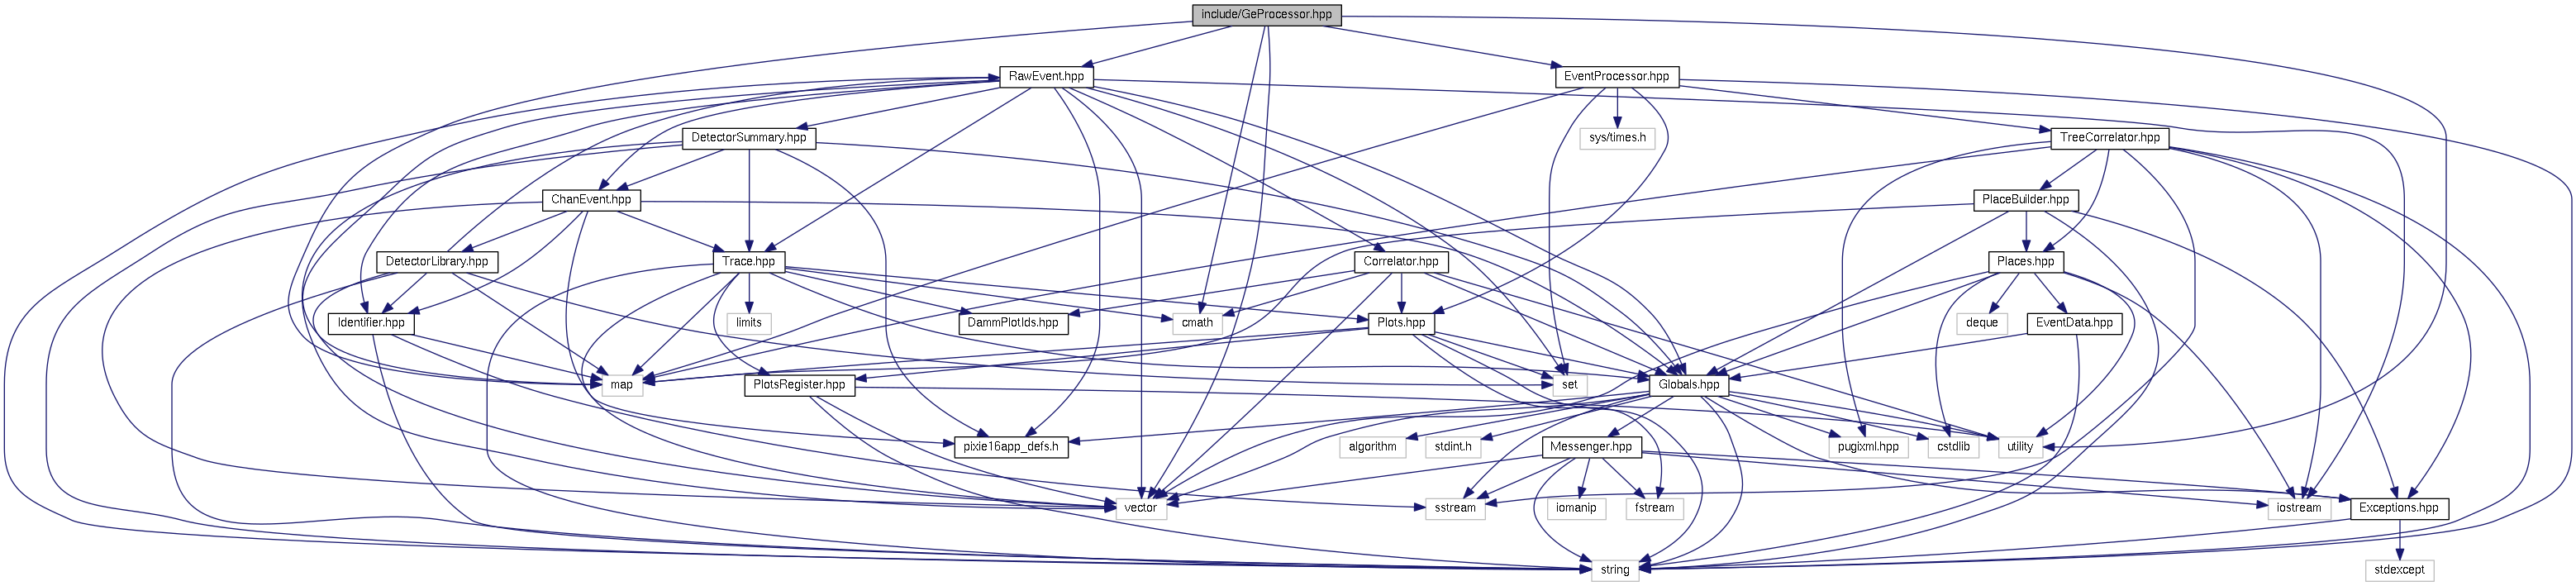 include/GeProcessor.hpp
RawEvent.hpp
EventProcessor.hpp
DetectorSummary.hpp
sys/times.h
TreeCorrelator.hpp
ChanEvent.hpp
PlaceBuilder.hpp
DetectorLibrary.hpp
Trace.hpp
Correlator.hpp
Places.hpp
Identifier.hpp
limits
DammPlotIds.hpp
cmath
Plots.hpp
deque
EventData.hpp
map
PlotsRegister.hpp
set
Globals.hpp
pixie16app_defs.h
algorithm
stdint.h
Messenger.hpp
pugixml.hpp
cstdlib
utility
vector
sstream
iomanip
fstream
iostream
Exceptions.hpp
string
stdexcept